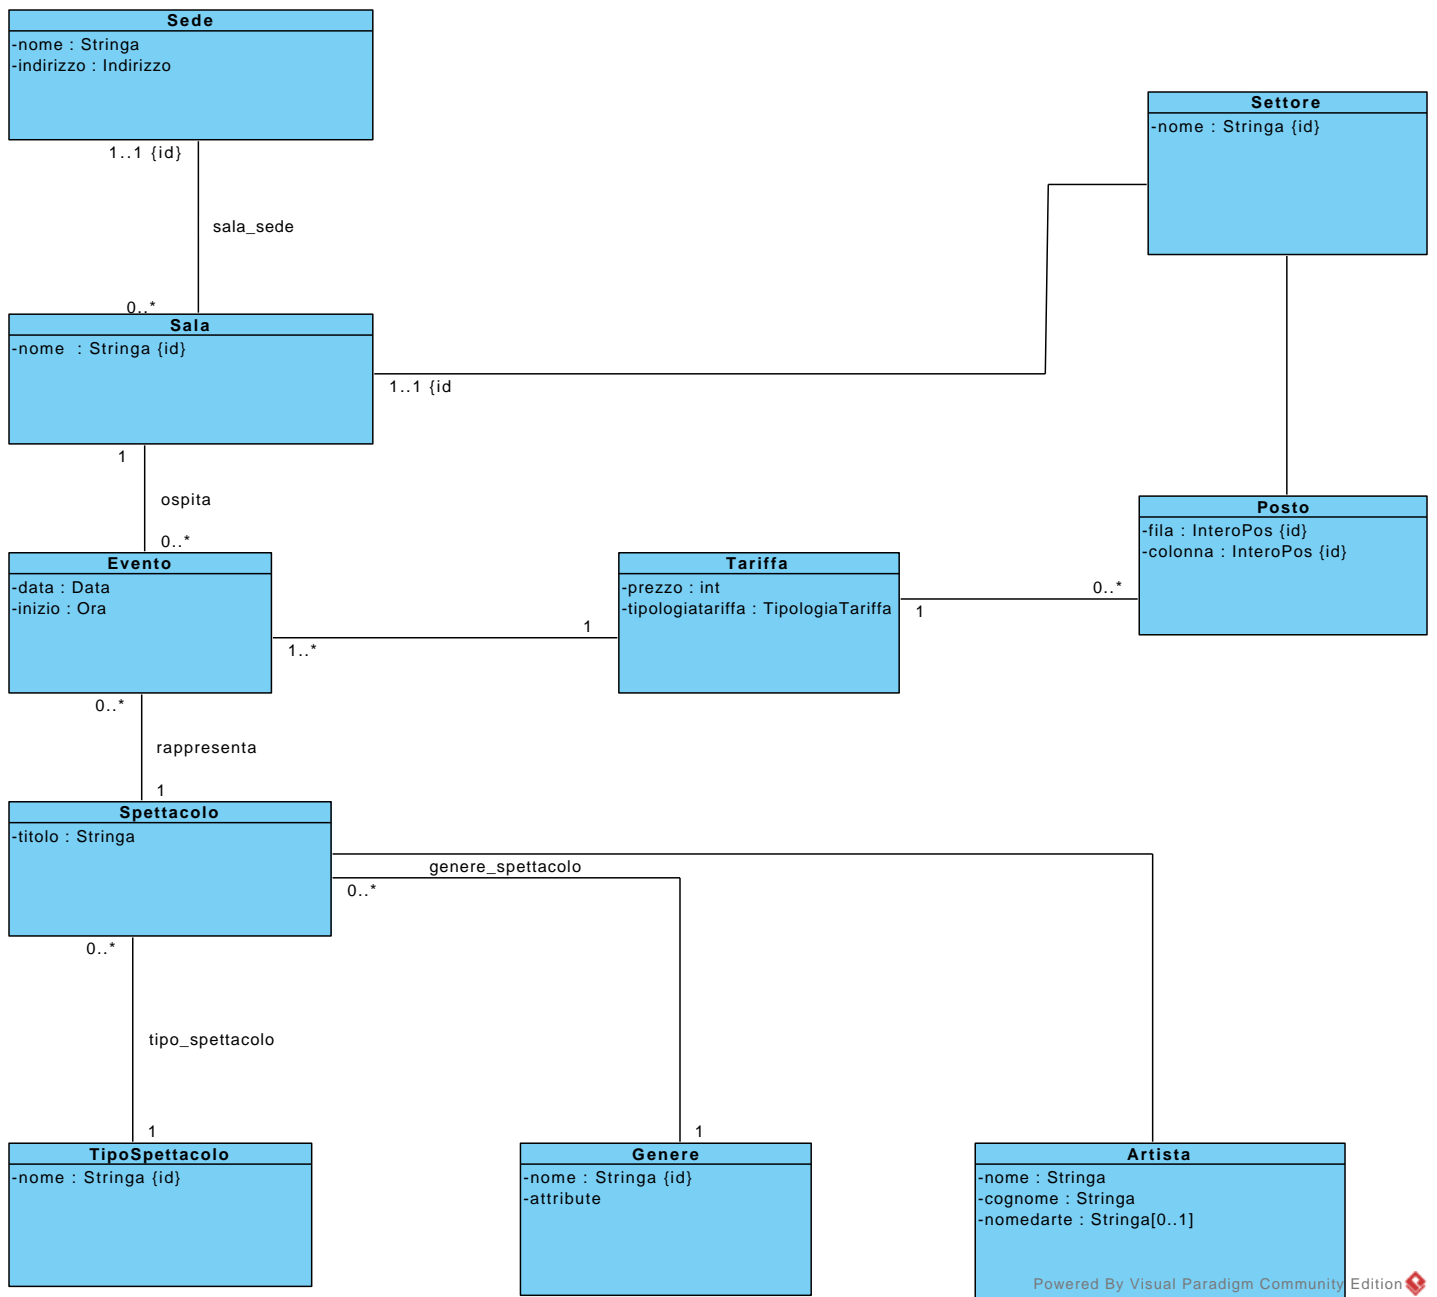 Sede
-nome : Stringa
-indirizzo : Indirizzo
1..1 {id}
sala_sede
0..*
Settore
-nome : Stringa {id}
Sala
-nome : Stringa {id}
1..1 {id
1
ospita
0..*
Evento
-data : Data
-inizio : Ora
1..*
1
Tariffa
-prezzo : int
-tipologiatariffa : TipologiaTariffa
1
0..*
Posto
-fila : InteroPos {id}
-colonna : InteroPos {id}
0..*
rappresenta
1
Spettacolo
-titolo : Stringa
genere_spettacolo
0..*
0..*
tipo_spettacolo
1
1
TipoSpettacolo
-nome : Stringa {id}
Genere
-nome : Stringa {id}
-attribute
Artista
-nome : Stringa
-cognome : Stringa
-nomedarte : Stringa[0..1]
Powered By Visual Paradigm Community Edition